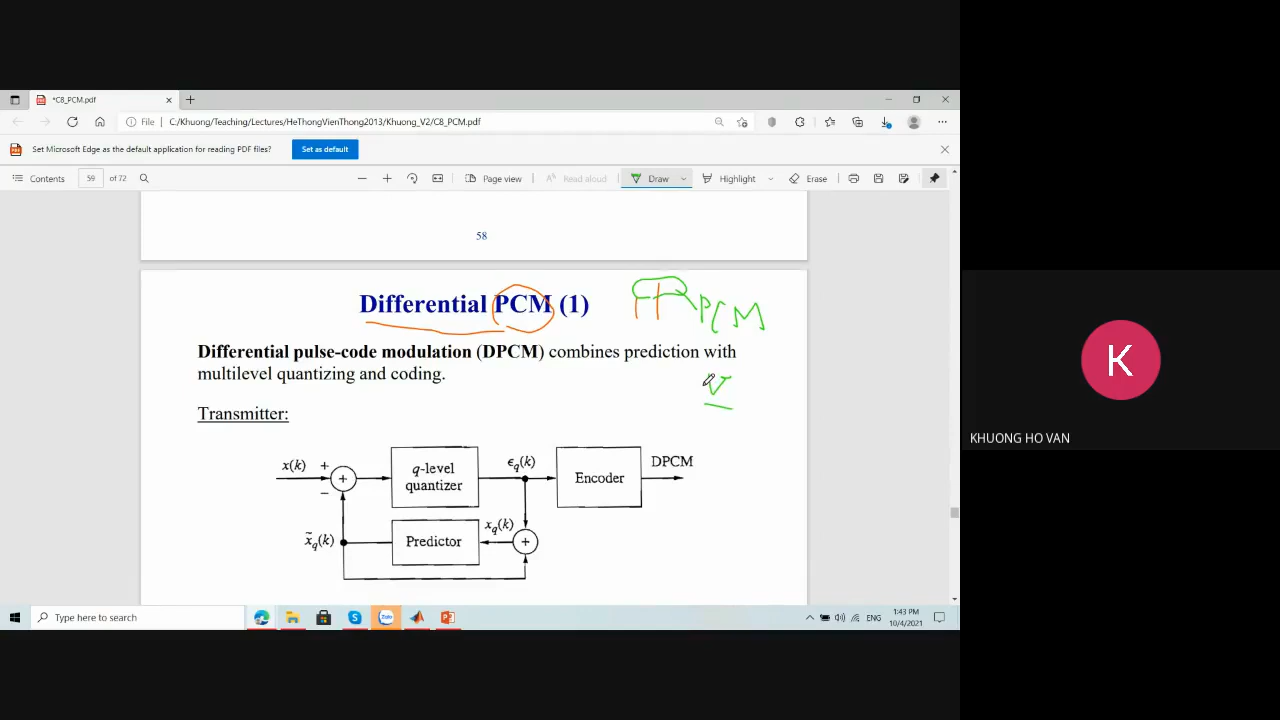 *C8_PCM.pdf
File | C:/Khuong/Teaching/Lectures/HeThongVienThong2013/Khuong_V2/C8_PCM.pdf
Set Microsoft Edge as the default application for reading PDF files? Set as default
Contents 59 of 72 Page view Read aloud Draw Highlight Erase
58
Differential PCM (1)
PCM
Differential pulse-code modulation (DPCM) combines prediction with
multilevel quantizing and coding.
V
Transmitter:
x(k) + q-level quantizer ϵq(k) Encoder DPCM
+
−
x̃q(k) Predictor xq(k) +
K
KHUONG HO VAN
Type here to search
S
Zalo
P
ENG
1:43 PM
10/4/2021